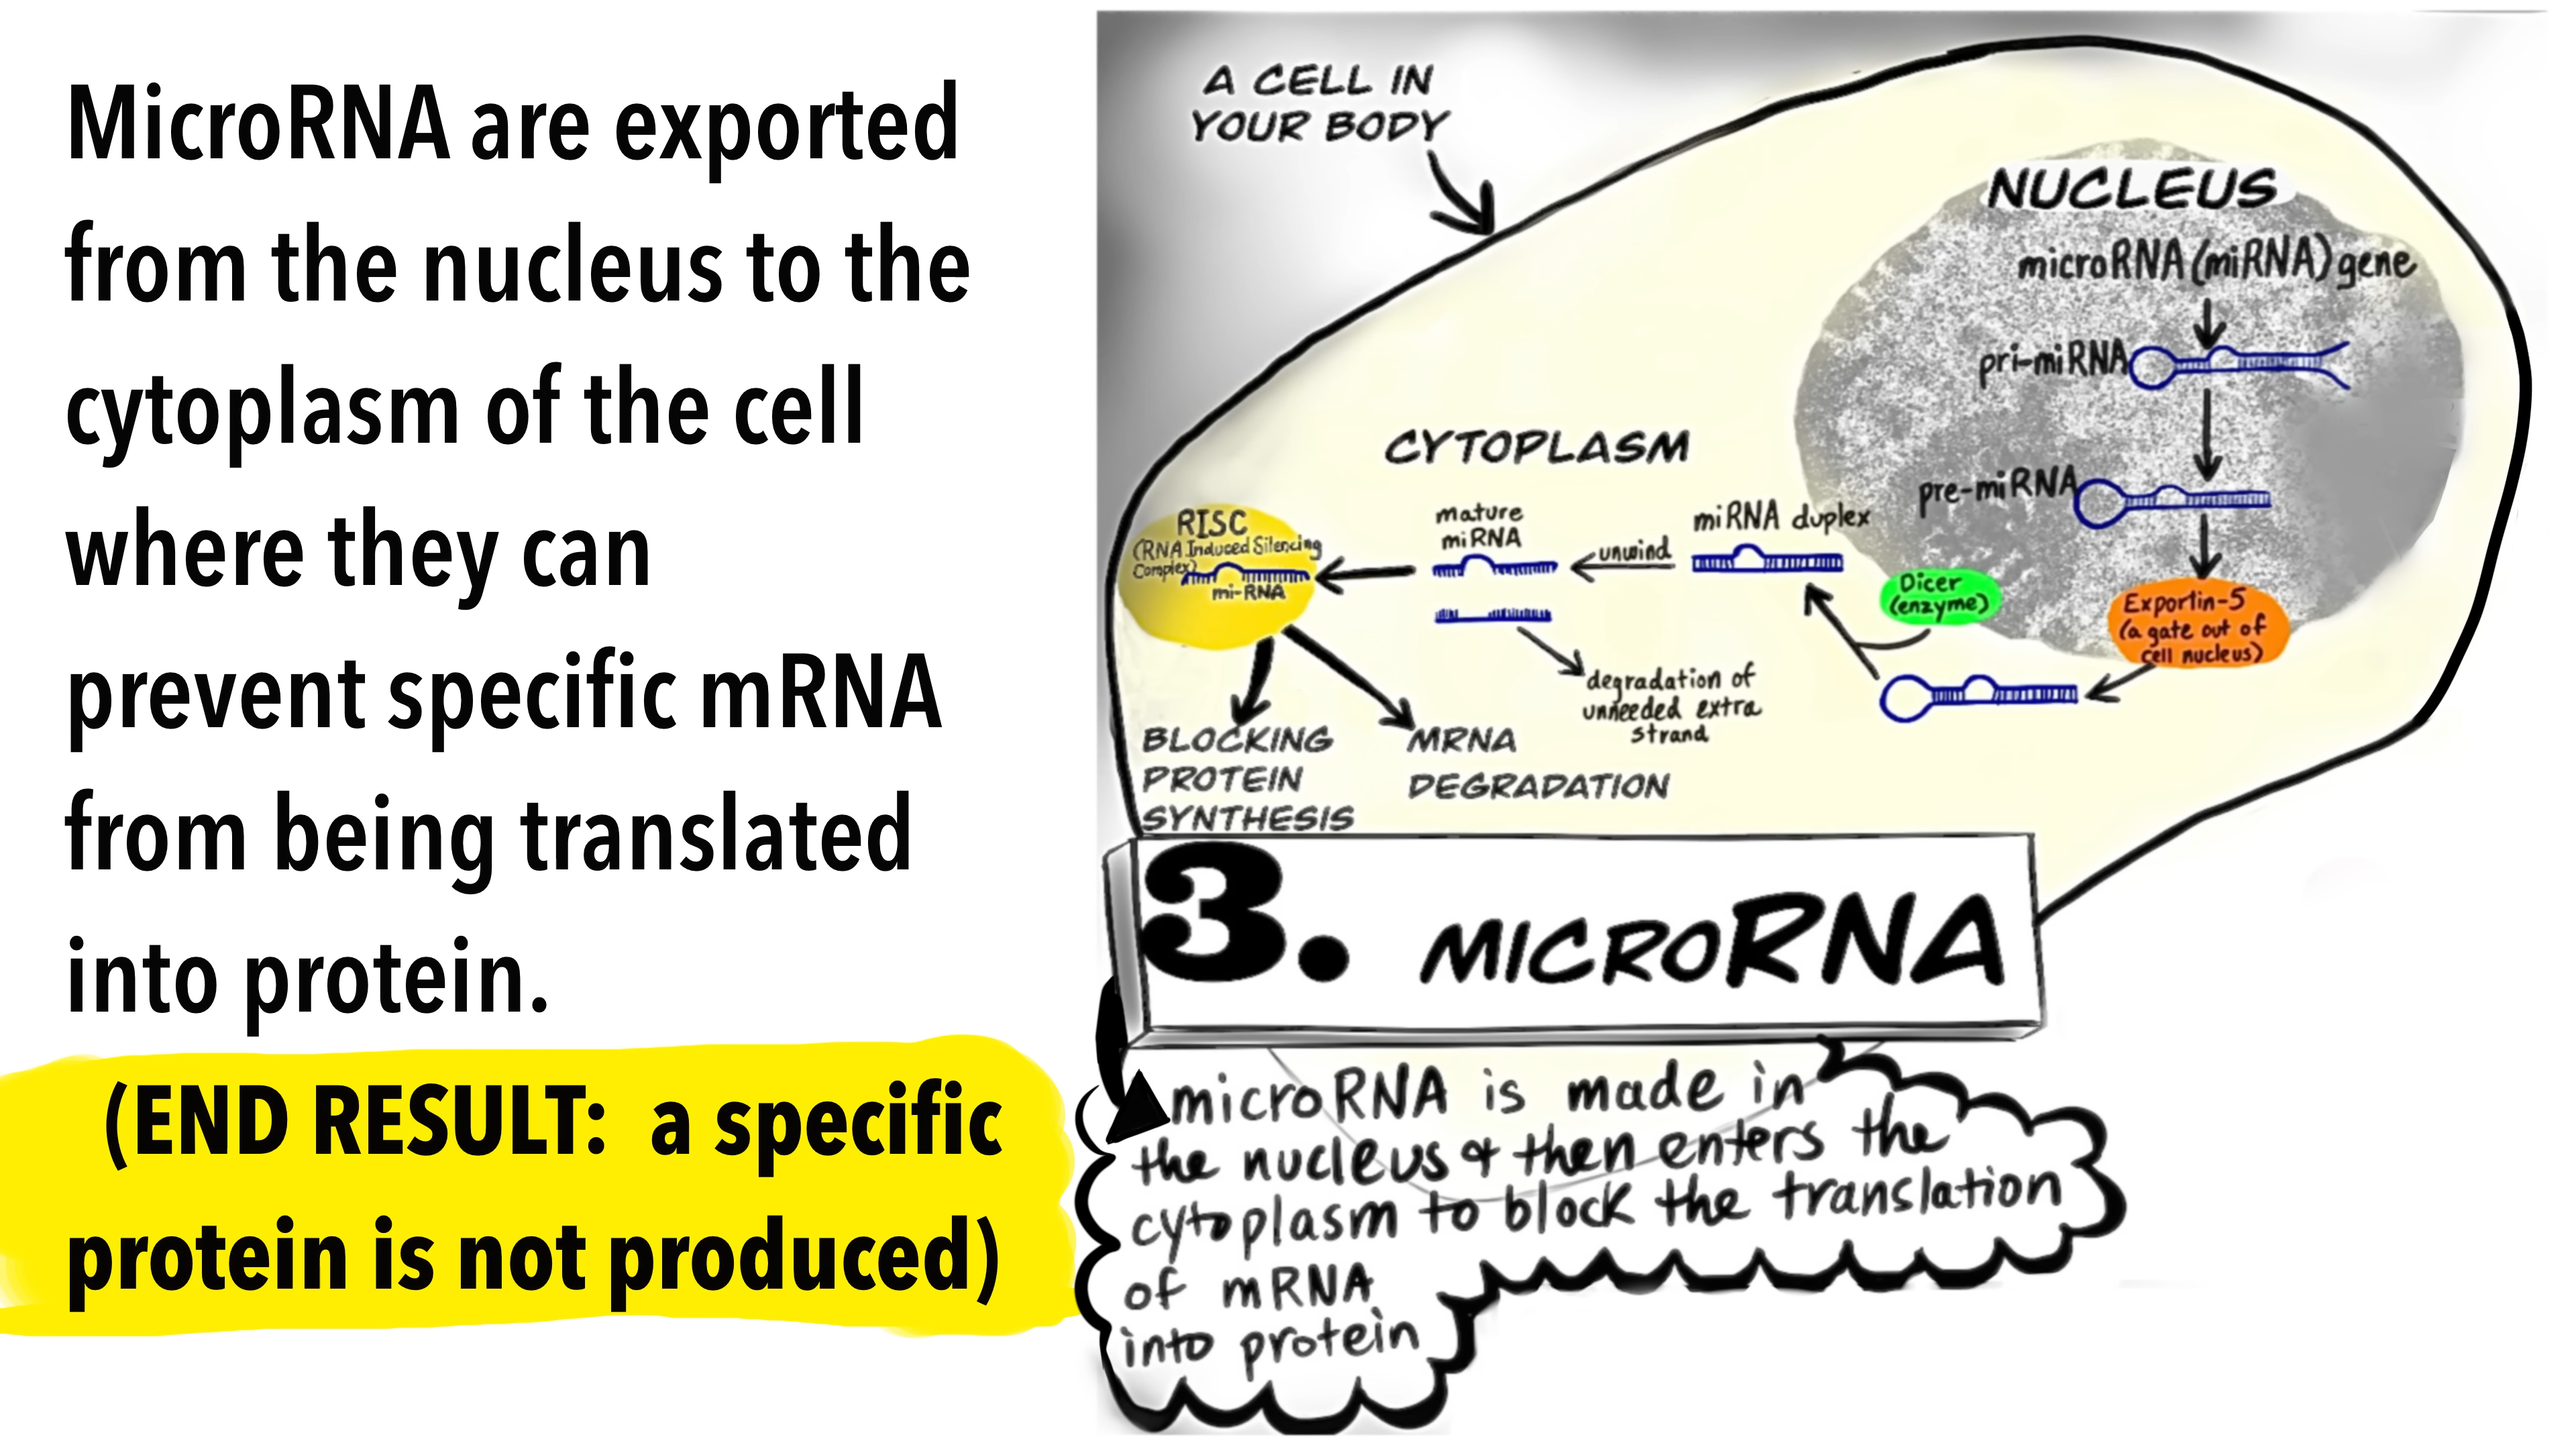 MicroRNA are exported
from the nucleus to the
cytoplasm of the cell
where they can
prevent specific mRNA
from being translated
into protein.
(END RESULT: a specific
protein is not produced)
A CELL IN
YOUR BODY
NUCLEUS
microRNA (miRNA) gene
pri-miRNA
pre-miRNA
Exportin-5
(a gate out of
cell nucleus)
Dicer
(enzyme)
CYTOPLASM
miRNA duplex
unwind
mature
miRNA
degradation of
unneeded extra
strand
RISC
(RNA Induced Silencing
Complex)
mi-RNA
BLOCKING
PROTEIN
SYNTHESIS
MRNA
DEGRADATION
3. MICRORNA
microRNA is made in
the nucleus & then enters the
cytoplasm to block the translation
of mRNA
into protein